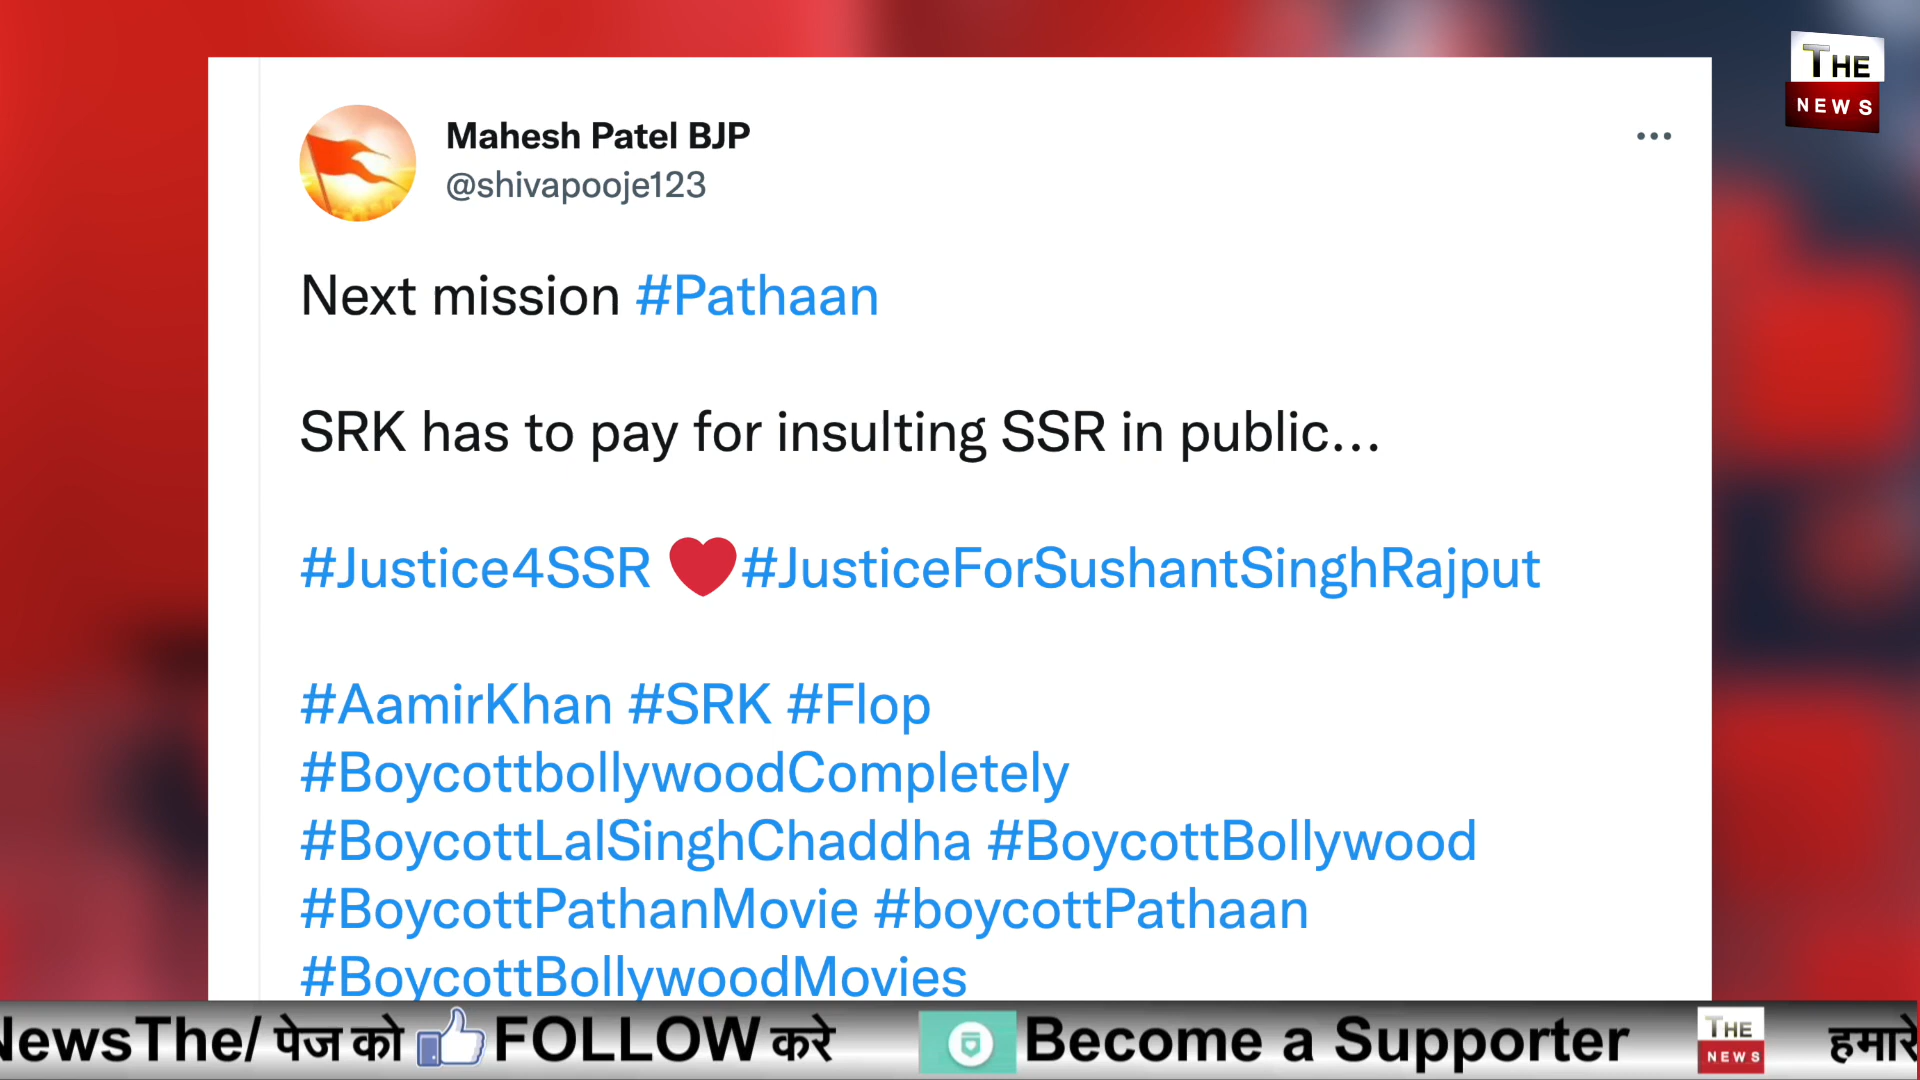 THE
NEWS
Mahesh Patel BJP
@shivapooje123
Next mission #Pathaan
SRK has to pay for insulting SSR in public...
#Justice4SSR ❤️#JusticeForSushantSinghRajput
#AamirKhan #SRK #Flop
#BoycottbollywoodCompletely
#BoycottLalSinghChaddha #BoycottBollywood
#BoycottPathanMovie #boycottPathaan
#BoycottBollywoodMovies
NewsThe/ पेज को FOLLOW करे Become a Supporter THE NEWS हमारे